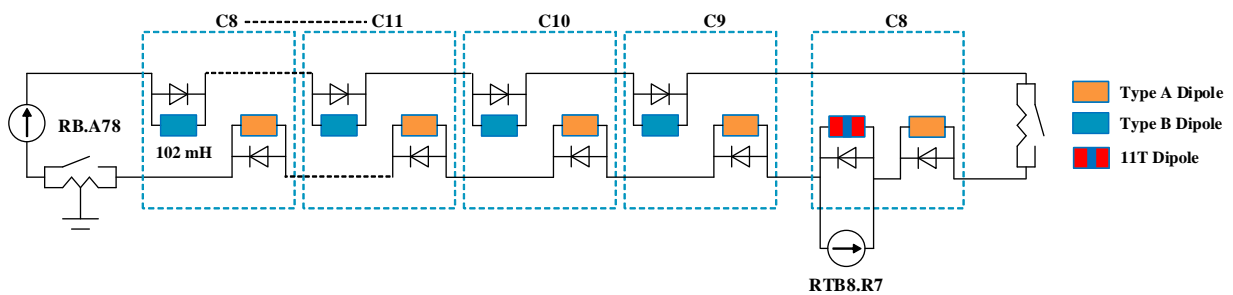 C8
C11
C10
C9
C8
RB.A78
102 mH
RTB8.R7
Type A Dipole
Type B Dipole
11T Dipole